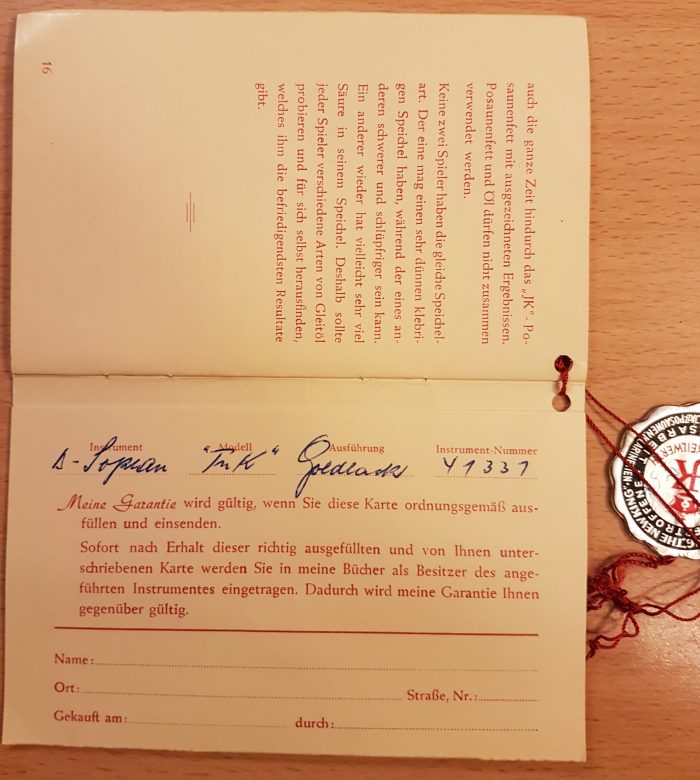 auch die ganze Zeit hindurch das „JK"- Po-
saunenfett mit ausgezeichneten Ergebnissen.
Posaunenfett und Öl dürfen nicht zusammen
verwendet werden.
Keine zwei Spieler haben die gleiche Speichel-
art. Der eine mag einen sehr dünnen klebri-
gen Speichel haben, während der eines an-
deren schwerer und schlüpfriger sein kann.
Ein anderer wieder hat vielleicht sehr viel
Säure in seinem Speichel. Deshalb sollte
jeder Spieler verschiedene Arten von Gleitöl
probieren und für sich selbst herausfinden,
welches ihm die befriedigendsten Resultate
gibt.
16
Instrument Modell Ausführung Instrument-Nummer
B-Sopran "TnK" Goldlack 41331
Meine Garantie wird gültig, wenn Sie diese Karte ordnungsgemäß aus-
füllen und einsenden.
Sofort nach Erhalt dieser richtig ausgefüllten und von Ihnen unter-
schriebenen Karte werden Sie in meine Bücher als Besitzer des ange-
führten Instrumentes eingetragen. Dadurch wird meine Garantie Ihnen
gegenüber gültig.
Name:
Ort: Straße, Nr.:
Gekauft am: durch:
THE NEW KING